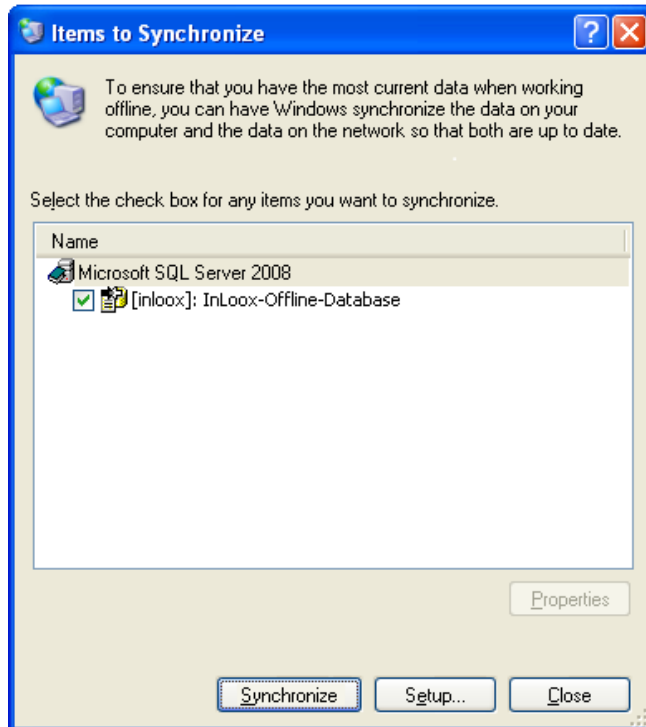 Items to Synchronize
To ensure that you have the most current data when working
offline, you can have Windows synchronize the data on your
computer and the data on the network so that both are up to date.
Select the check box for any items you want to synchronize.
Name
Microsoft SQL Server 2008
[inloox]: InLoox-Offline-Database
Properties
Synchronize Setup... Close